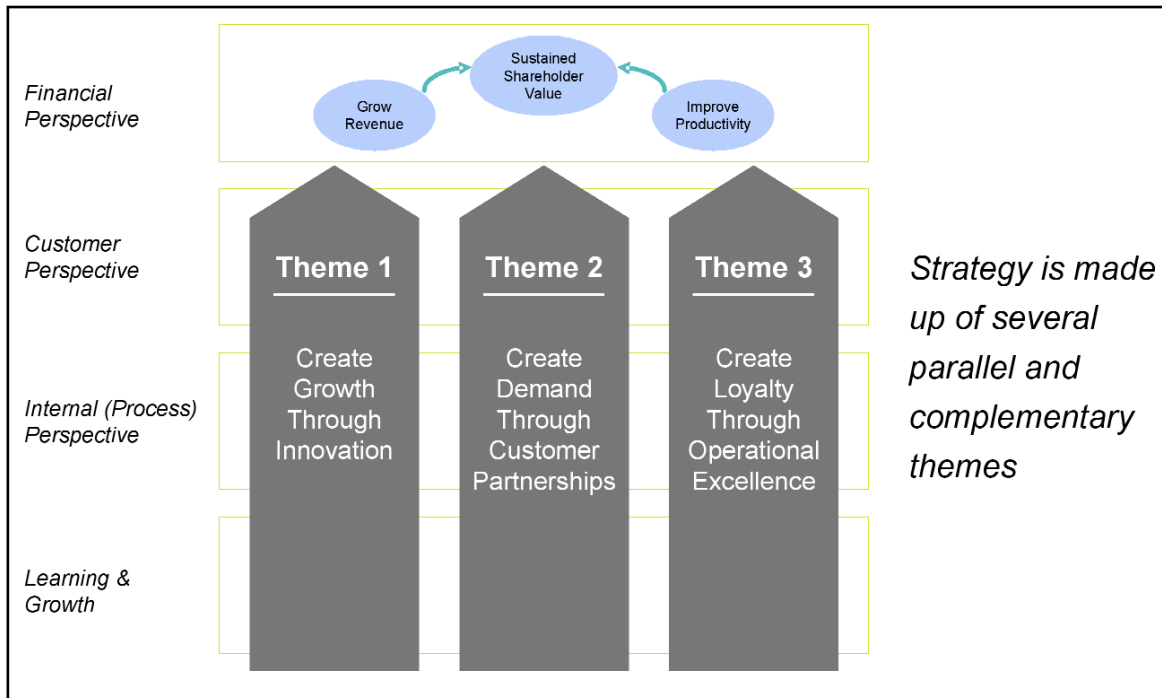 Financial
Perspective
Grow
Revenue
Sustained
Shareholder
Value
Improve
Productivity
Customer
Perspective
Theme 1
Theme 2
Theme 3
Internal (Process)
Perspective
Create
Growth
Through
Innovation
Create
Demand
Through
Customer
Partnerships
Create
Loyalty
Through
Operational
Excellence
Learning &
Growth
Strategy is made
up of several
parallel and
complementary
themes